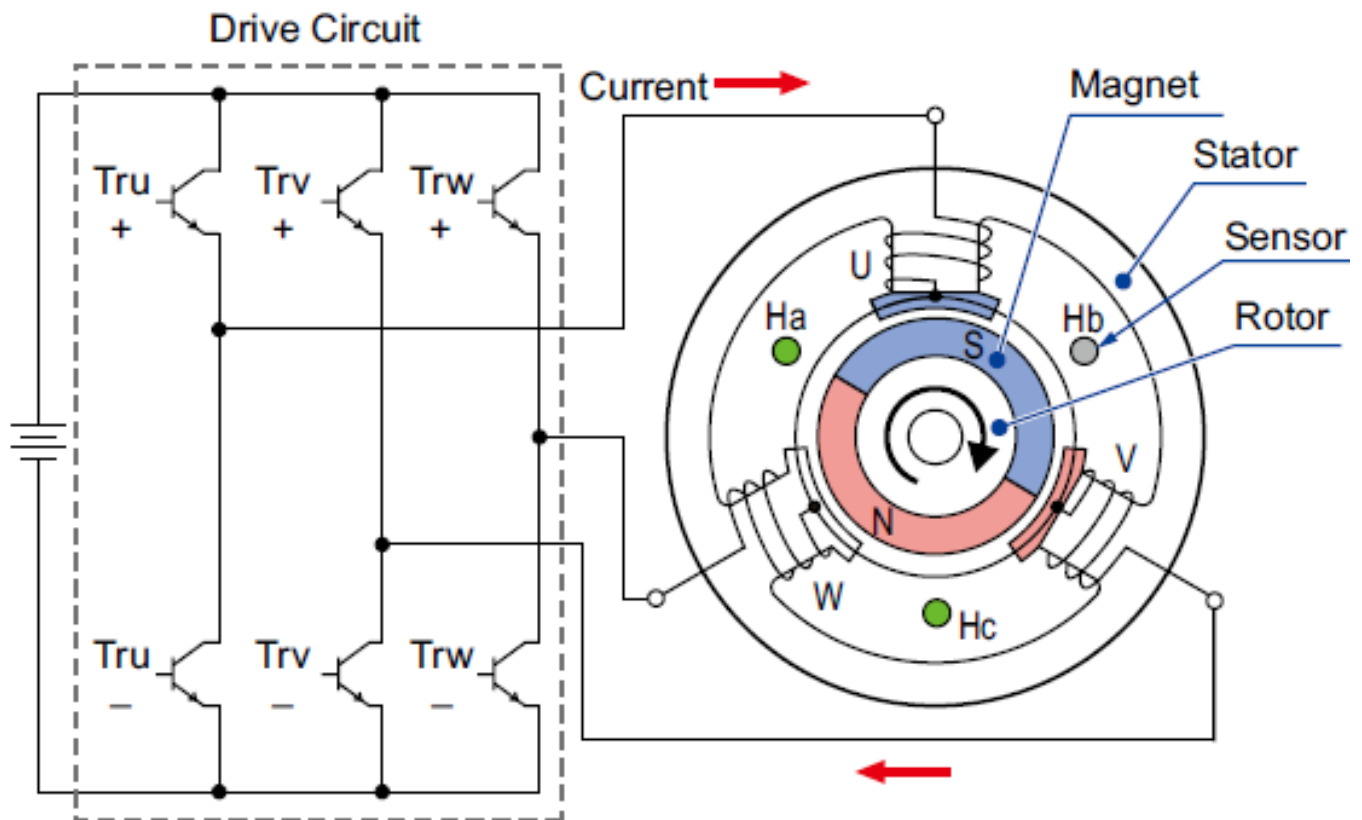 Drive Circuit
Current
Magnet
Stator
Sensor
Rotor
Tru
+
Trv
+
Trw
+
U
Ha
Hb
S
V
N
W
Hc
Tru
–
Trv
–
Trw
–